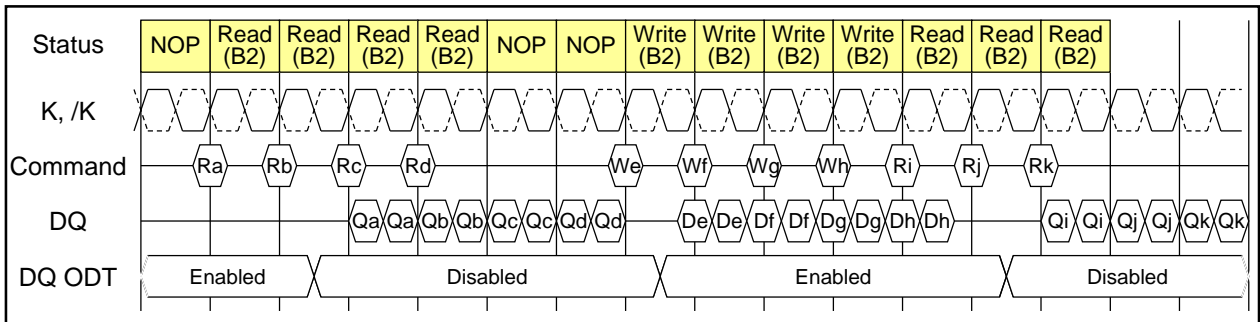 Status NOP Read (B2) Read (B2) Read (B2) Read (B2) NOP NOP Write (B2) Write (B2) Write (B2) Write (B2) Read (B2) Read (B2) Read (B2)
K, /K
Command Ra Rb Rc Rd We Wf Wg Wh Ri Rj Rk
DQ Qa Qa Qb Qb Qc Qc Qd Qd De De Df Df Dg Dg Dh Dh Qi Qi Qj Qj Qk Qk
DQ ODT Enabled Disabled Enabled Disabled